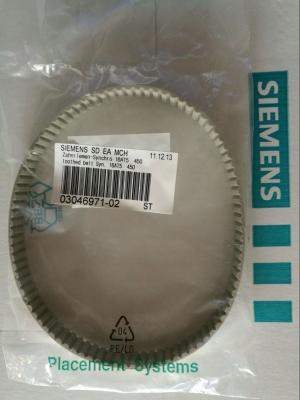 SIEMENS SD EA MCH 11.12.13
Zahnriemen-Synchro.16AT5 450
toothed belt Syn. 16AT5 450
03046971-02 ST
SIEMENS
04
PE/LD
Placement Systems